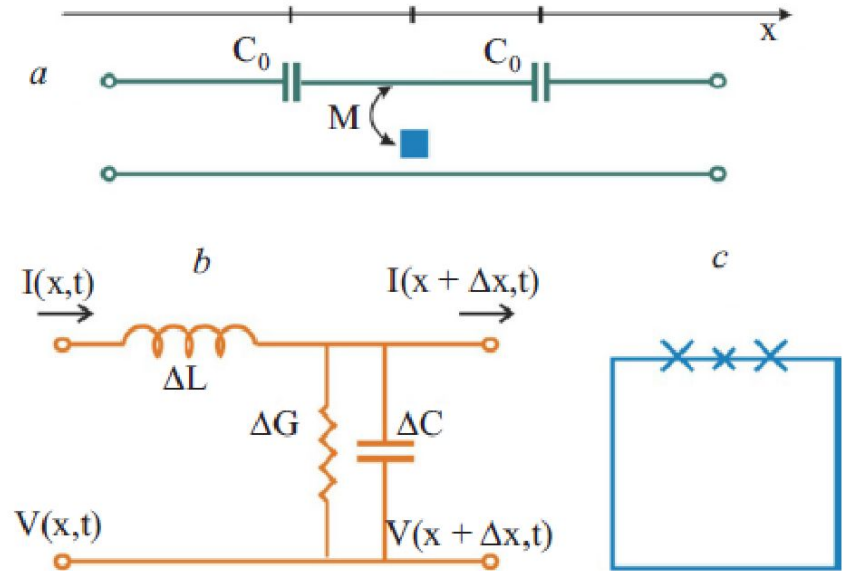 x
C₀ C₀
a
M
b c
I(x,t) I(x + Δx,t)
ΔL
ΔG ΔC
V(x,t) V(x + Δx,t)